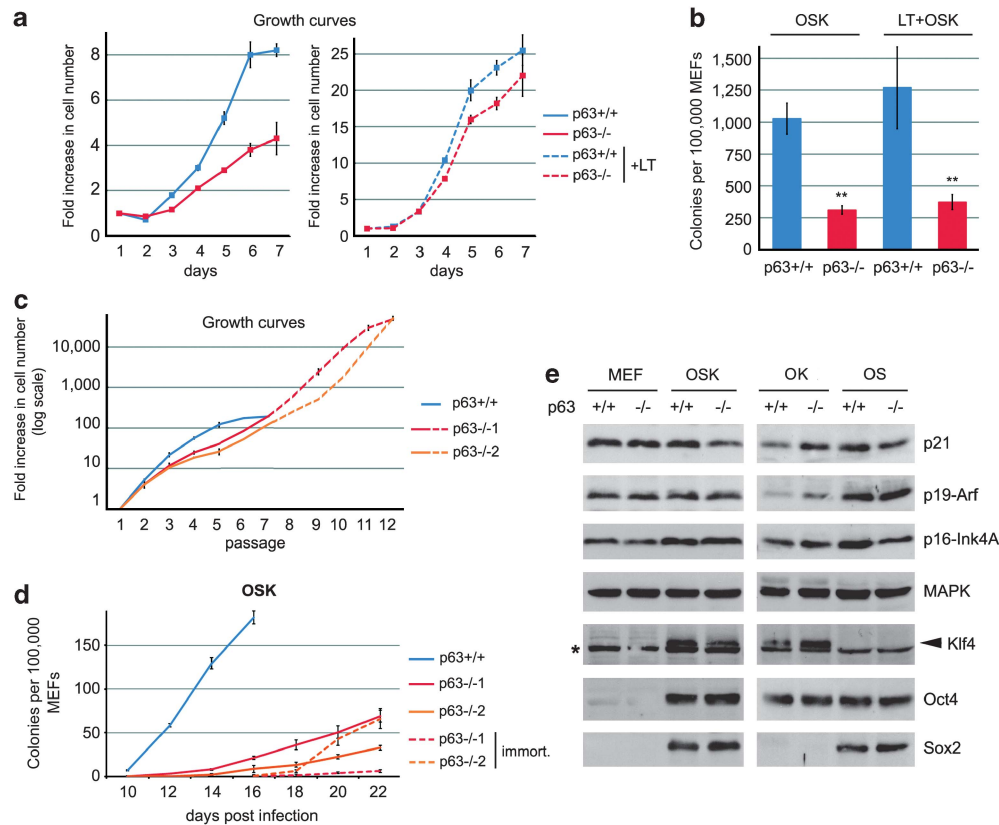 a
Growth curves
Fold increase in cell number
8
6
4
2
0
1 2 3 4 5 6 7
days
Fold increase in cell number
25
20
15
10
5
0
1 2 3 4 5 6 7
days
p63+/+
p63-/-
p63+/+
p63-/-
+LT
b
OSK LT+OSK
Colonies per 100,000 MEFs
1,500
1,250
1,000
750
500
250
0
**
**
p63+/+ p63-/- p63+/+ p63-/-
c
Growth curves
Fold increase in cell number
(log scale)
10,000
1,000
100
10
1
1 2 3 4 5 6 7 8 9 10 11 12
passage
p63+/+
p63-/-1
p63-/-2
d
OSK
Colonies per 100,000
MEFs
150
100
50
0
10 12 14 16 18 20 22
days post infection
p63+/+
p63-/-1
p63-/-2
p63-/-1
p63-/-2
immort.
e
MEF OSK OK OS
p63 +/+ -/- +/+ -/- +/+ -/- +/+ -/-
p21
p19-Arf
p16-Ink4A
MAPK
* Klf4
Oct4
Sox2